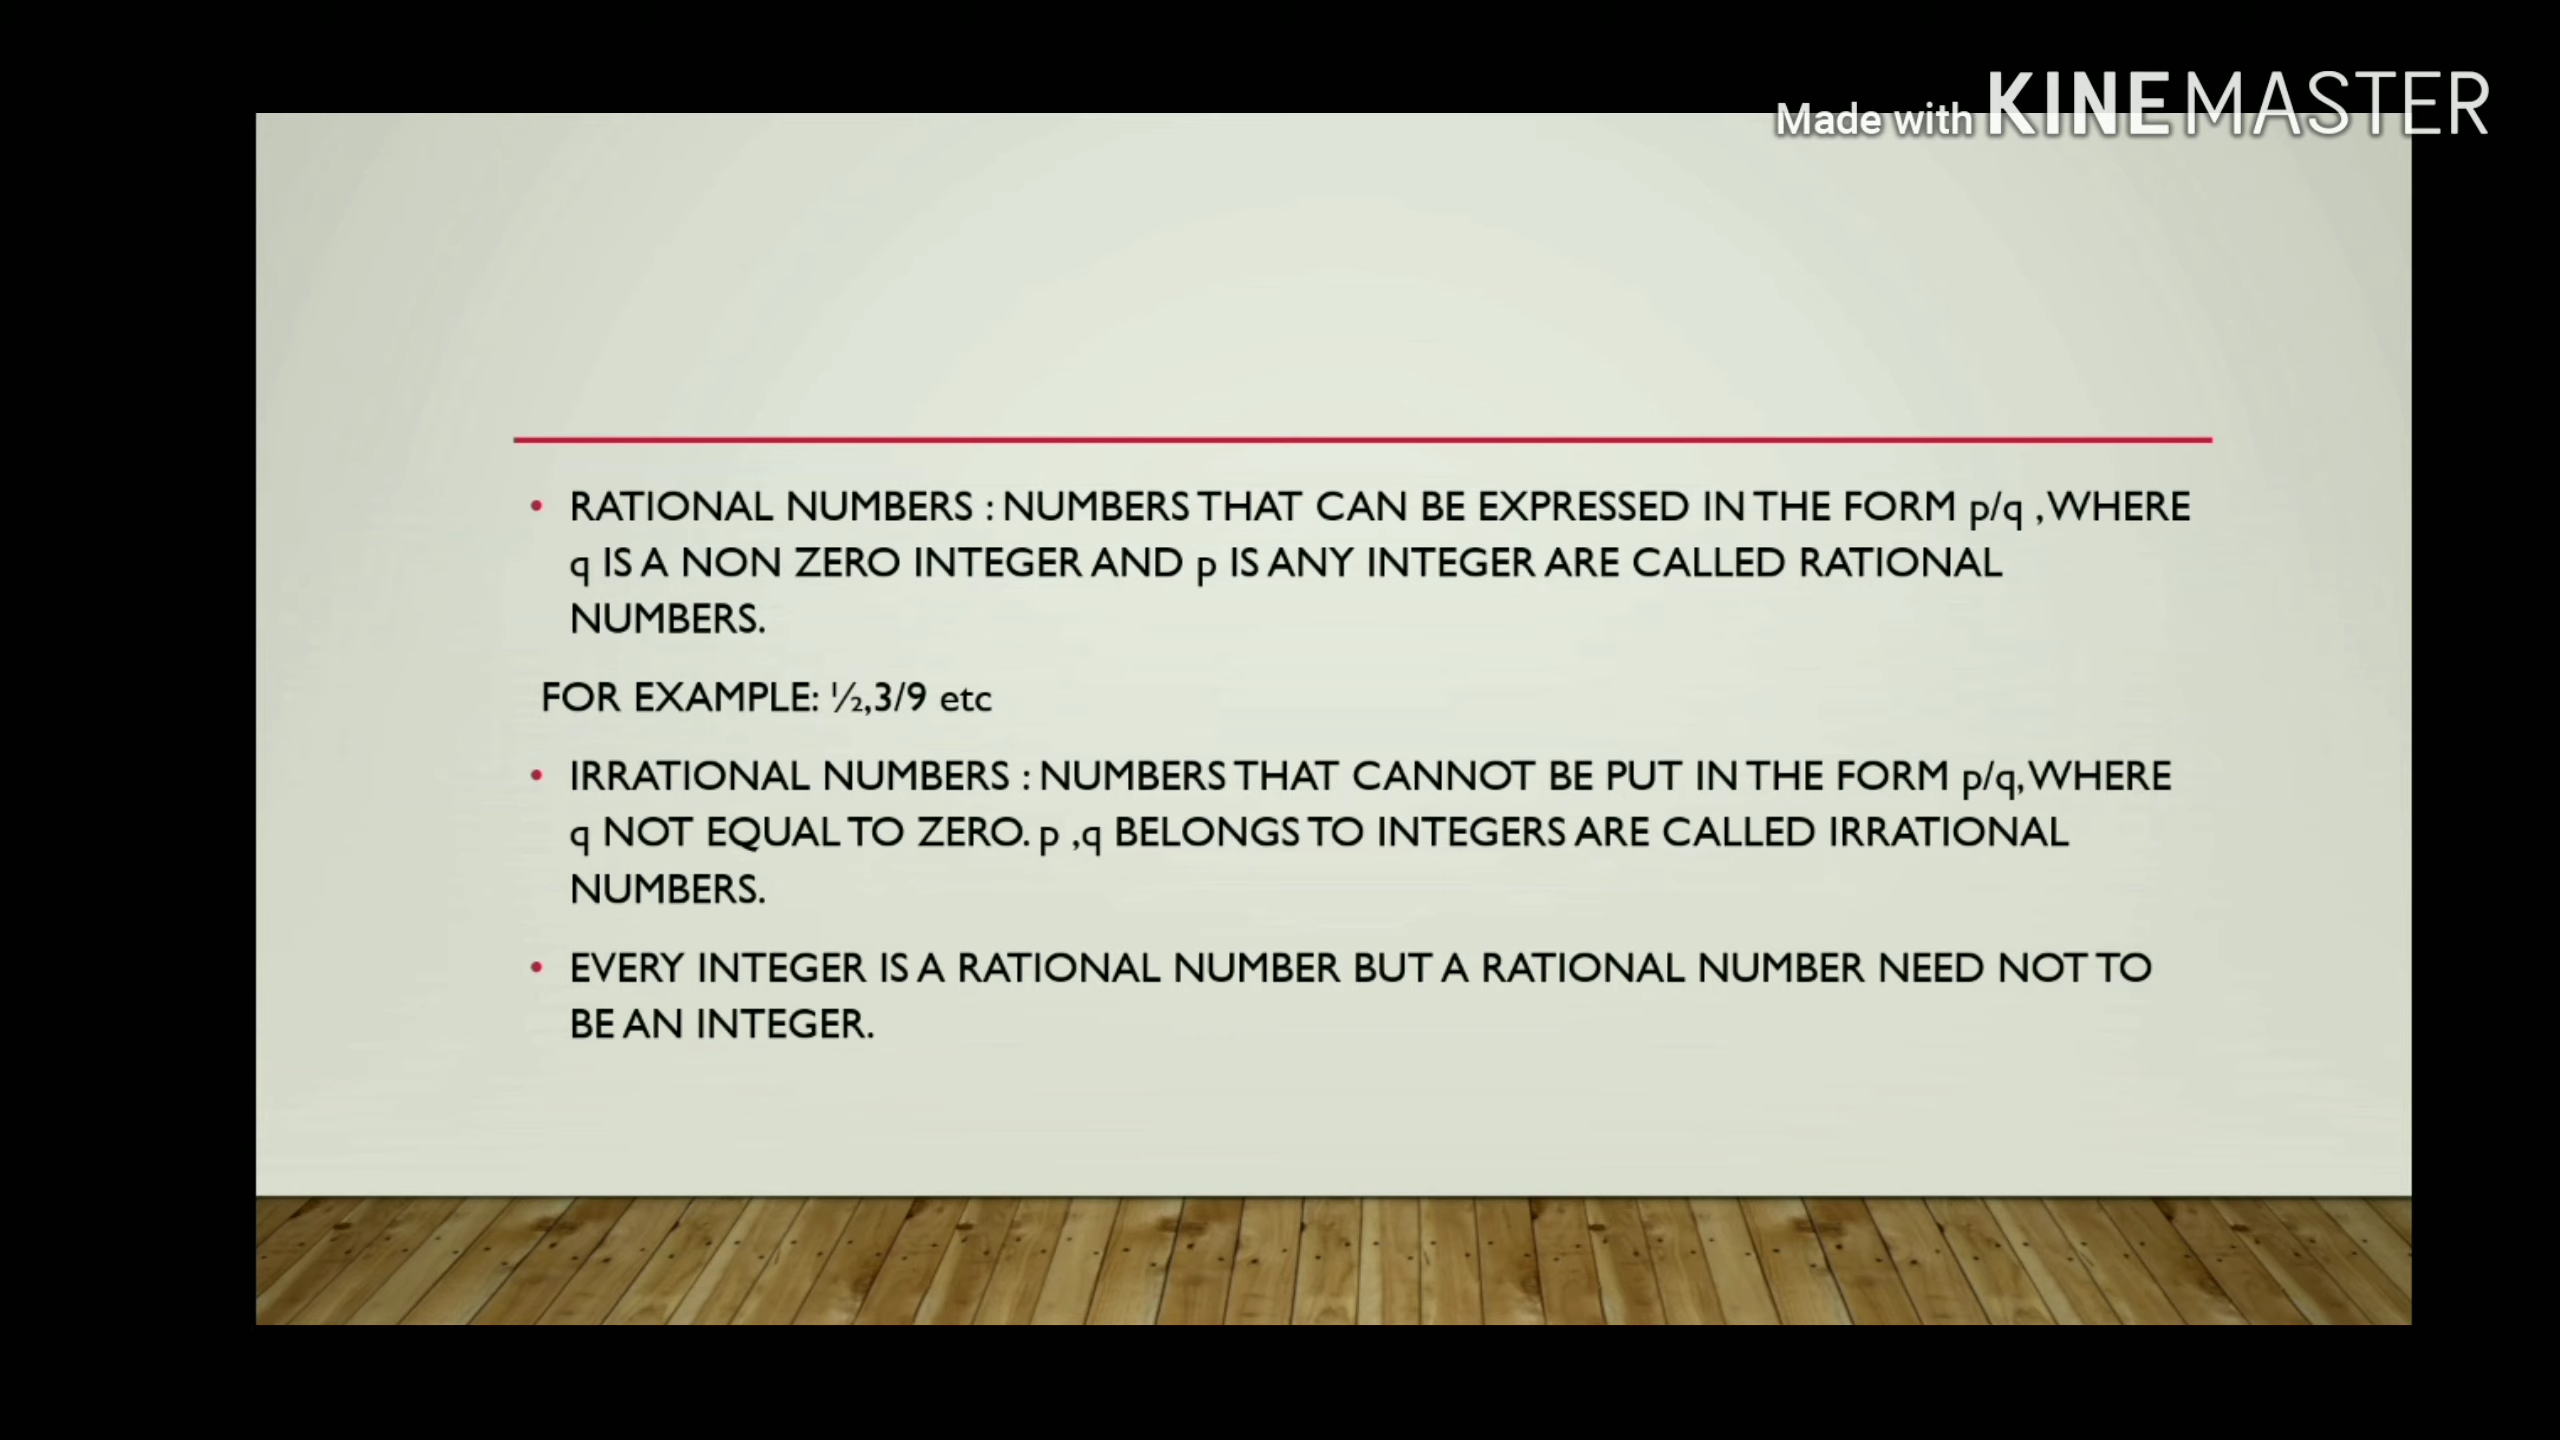 Made with KINEMASTER
• RATIONAL NUMBERS : NUMBERS THAT CAN BE EXPRESSED IN THE FORM p/q , WHERE
q IS A NON ZERO INTEGER AND p IS ANY INTEGER ARE CALLED RATIONAL
NUMBERS.
FOR EXAMPLE: ½,3/9 etc
• IRRATIONAL NUMBERS : NUMBERS THAT CANNOT BE PUT IN THE FORM p/q, WHERE
q NOT EQUAL TO ZERO. p ,q BELONGS TO INTEGERS ARE CALLED IRRATIONAL
NUMBERS.
• EVERY INTEGER IS A RATIONAL NUMBER BUT A RATIONAL NUMBER NEED NOT TO
BE AN INTEGER.